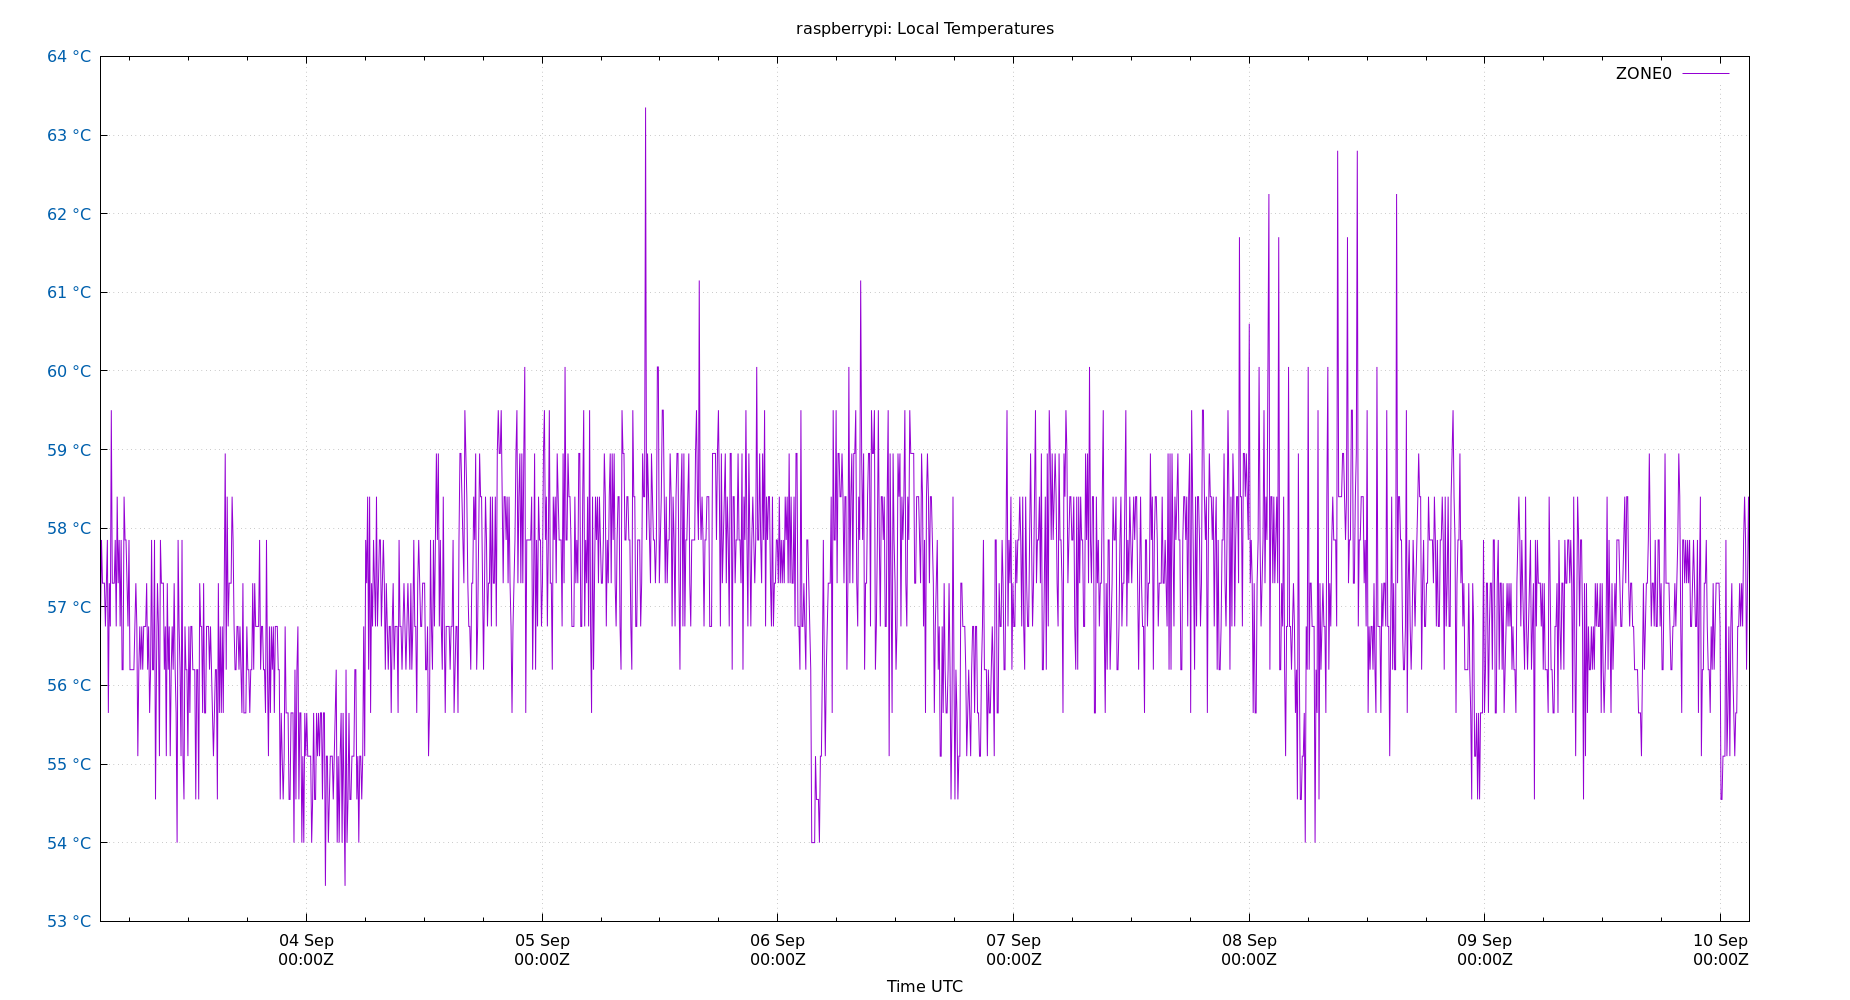 raspberrypi: Local Temperatures
64 °C
ZONE0
63 °C
62 °C
61 °C
60 °C
59 °C
58 °C
57 °C
56 °C
55 °C
54 °C
53 °C
04 Sep 05 Sep 06 Sep 07 Sep 08 Sep 09 Sep 10 Sep
00:00Z 00:00Z 00:00Z 00:00Z 00:00Z 00:00Z 00:00Z
Time UTC